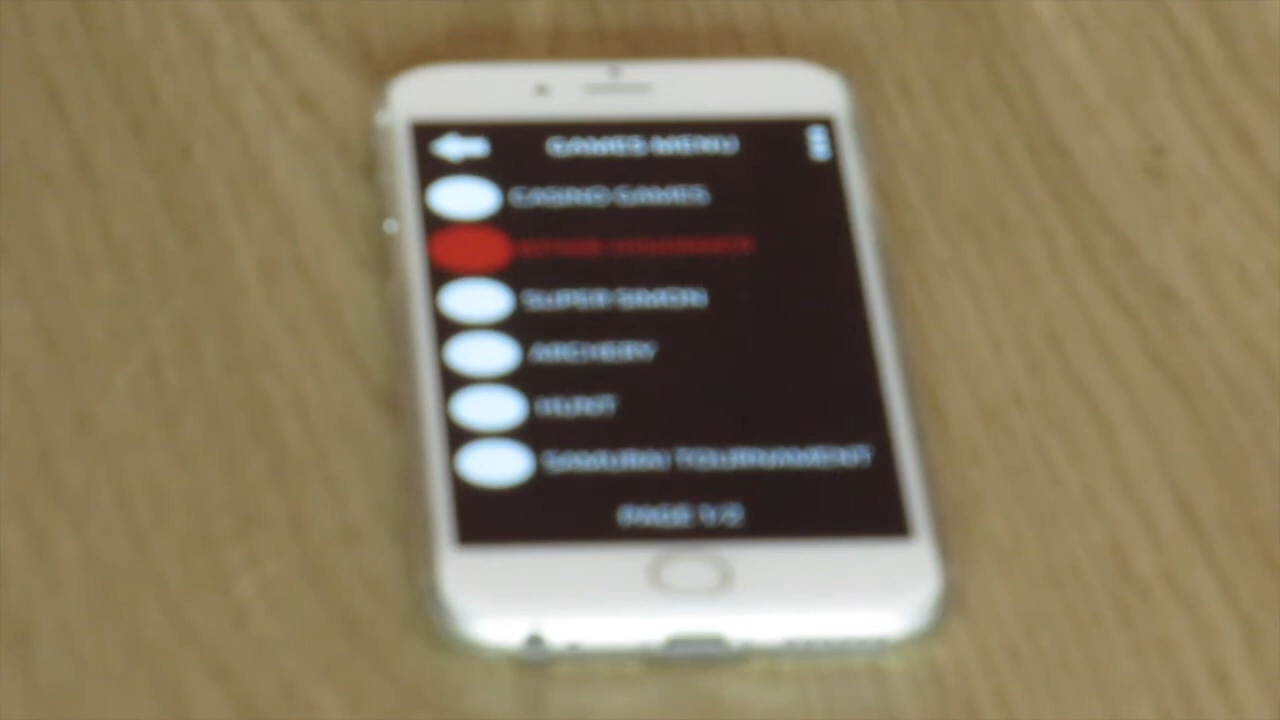 GAMES MENU
CASINO GAMES
SUPER SIMON
ARCHERY
HUNT
SAMURAI TOURNAMENT
PAGE 1/2